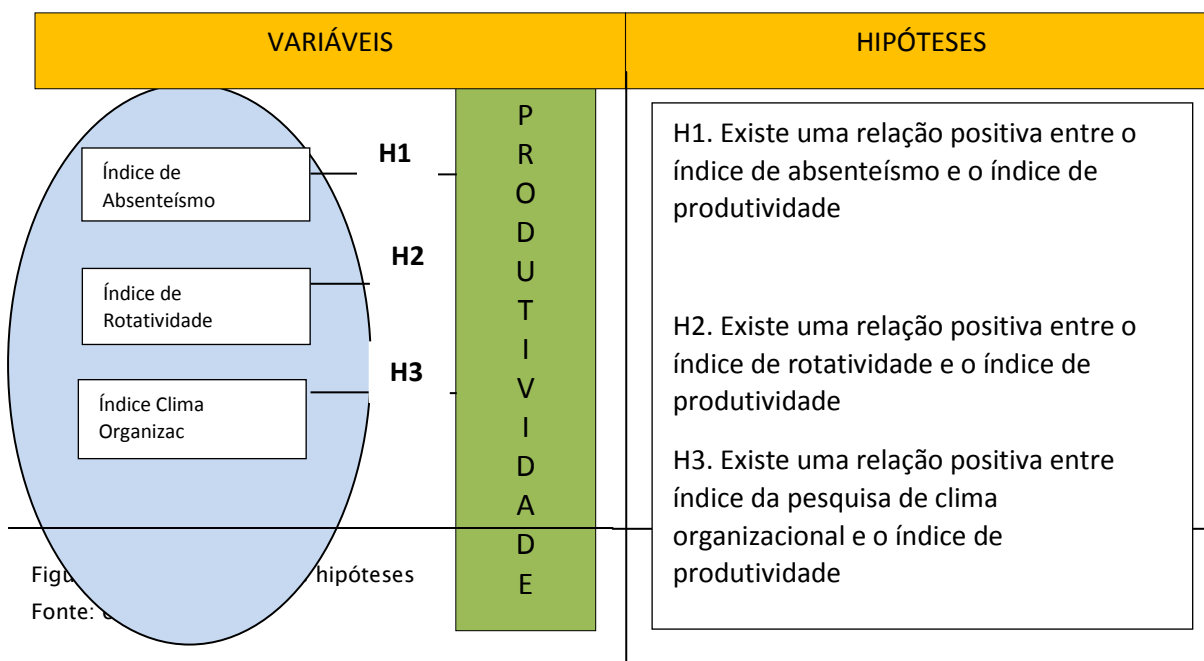 VARIÁVEIS
HIPÓTESES
Índice de
Absenteísmo
Índice de
Rotatividade
Índice Clima
Organizac
H1
H2
H3
P
R
O
D
U
T
I
V
I
D
A
D
E
H1. Existe uma relação positiva entre o
índice de absenteísmo e o índice de
produtividade
H2. Existe uma relação positiva entre o
índice de rotatividade e o índice de
produtividade
H3. Existe uma relação positiva entre
índice da pesquisa de clima
organizacional e o índice de
produtividade
hipóteses
Fonte: